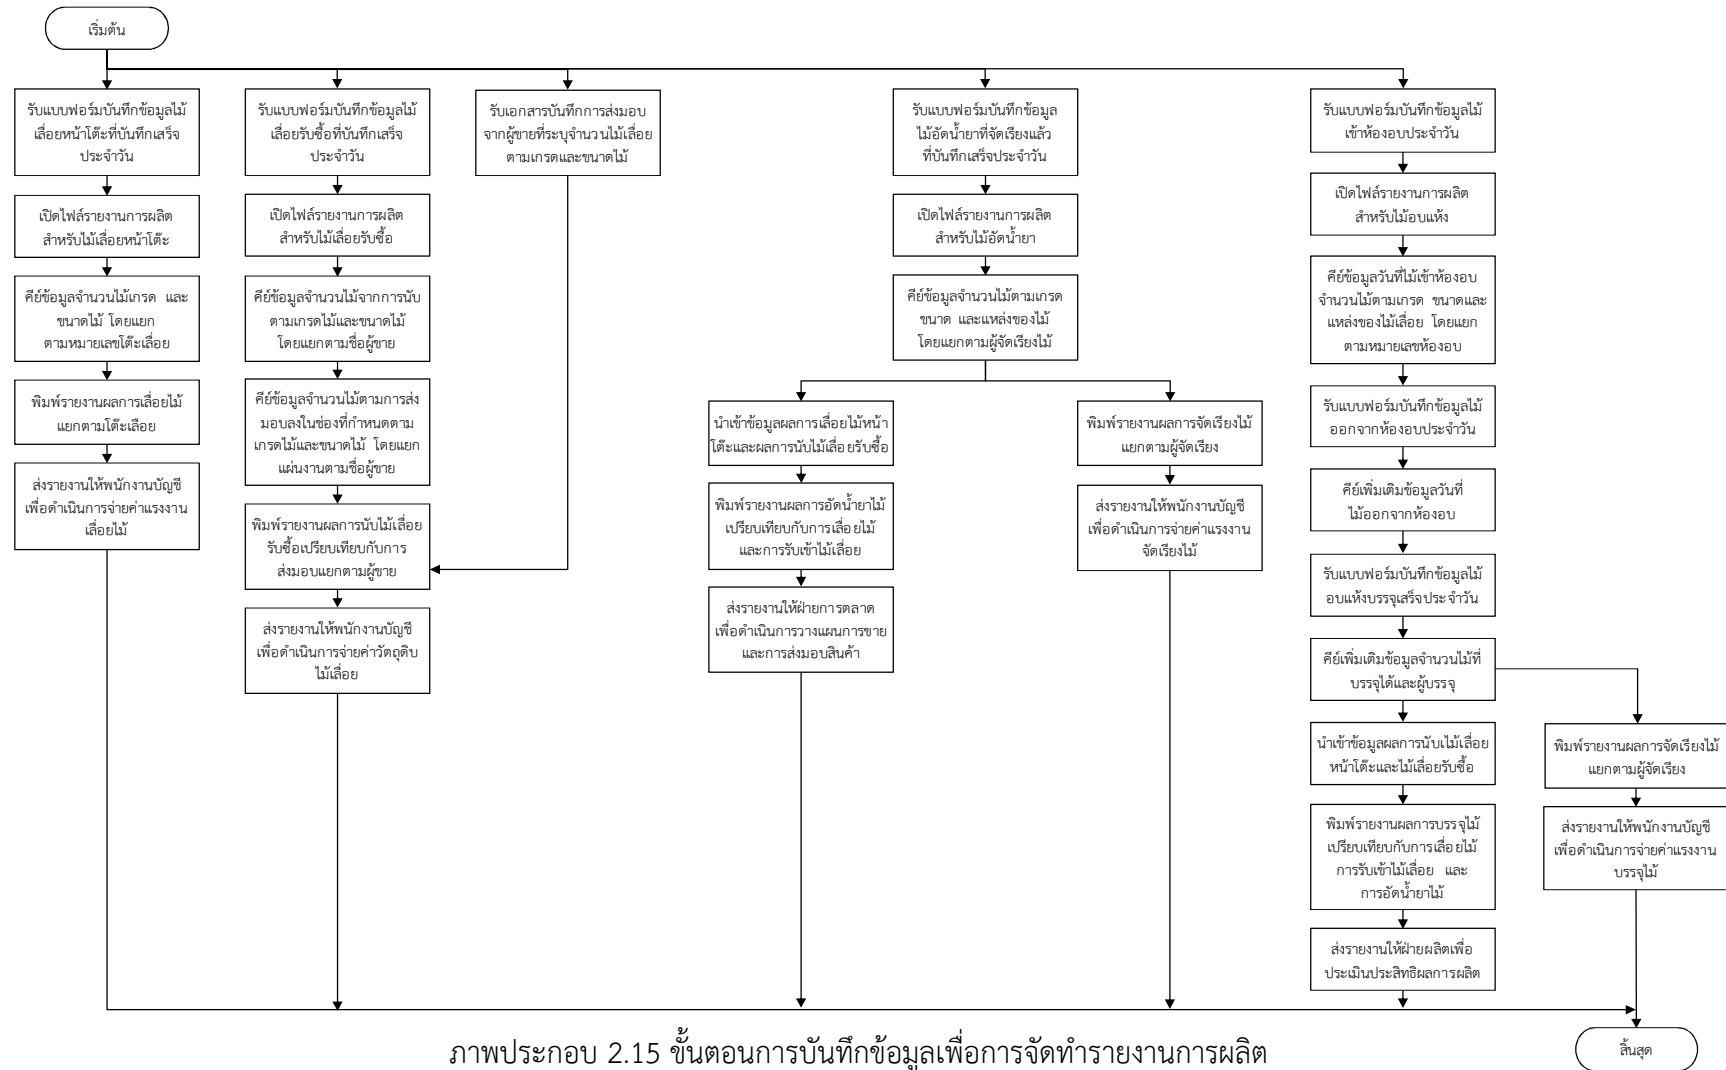 เริ่มต้น
รับแบบฟอร์มบันทึกข้อมูลไม้
เลื่อยหน้าโต๊ะที่บันทึกเสร็จ
ประจำวัน
เปิดไฟล์รายงานการผลิต
สำหรับไม้เลื่อยหน้าโต๊ะ
คีย์ข้อมูลจำนวนไม้เกรด และ
ขนาดไม้ โดยแยก
ตามหมายเลขโต๊ะเลื่อย
พิมพ์รายงานผลการเลื่อยไม้
แยกตามโต๊ะเลื่อย
ส่งรายงานให้พนักงานบัญชี
เพื่อดำเนินการจ่ายค่าแรงงาน
เลื่อยไม้
รับแบบฟอร์มบันทึกข้อมูลไม้
เลื่อยรับซื้อที่บันทึกเสร็จ
ประจำวัน
เปิดไฟล์รายงานการผลิต
สำหรับไม้เลื่อยรับซื้อ
คีย์ข้อมูลจำนวนไม้จากการนับ
ตามเกรดไม้และขนาดไม้
โดยแยกตามชื่อผู้ขาย
คีย์ข้อมูลจำนวนไม้ตามการส่ง
มอบลงในช่องที่กำหนดตาม
เกรดไม้และขนาดไม้ โดยแยก
แผ่นงานตามชื่อผู้ขาย
พิมพ์รายงานผลการนับไม้เลื่อย
รับซื้อเปรียบเทียบกับการ
ส่งมอบแยกตามผู้ขาย
ส่งรายงานให้พนักงานบัญชี
เพื่อดำเนินการจ่ายค่าวัตถุดิบ
ไม้เลื่อย
รับเอกสารบันทึกการส่งมอบ
จากผู้ขายที่ระบุจำนวนไม้เลื่อย
ตามเกรดและขนาดไม้
รับแบบฟอร์มบันทึกข้อมูล
ไม้อัดน้ำยาที่จัดเรียงแล้ว
ที่บันทึกเสร็จประจำวัน
เปิดไฟล์รายงานการผลิต
สำหรับไม้อัดน้ำยา
คีย์ข้อมูลจำนวนไม้ตามเกรด
ขนาด และแหล่งของไม้
โดยแยกตามผู้จัดเรียงไม้
นำเข้าข้อมูลผลการเลื่อยไม้หน้า
โต๊ะและผลการนับไม้เลื่อยรับซื้อ
พิมพ์รายงานผลการอัดน้ำยาไม้
เปรียบเทียบกับการเลื่อยไม้
และการรับเข้าไม้เลื่อย
ส่งรายงานให้ฝ่ายการตลาด
เพื่อดำเนินการวางแผนการขาย
และการส่งมอบสินค้า
พิมพ์รายงานผลการจัดเรียงไม้
แยกตามผู้จัดเรียง
ส่งรายงานให้พนักงานบัญชี
เพื่อดำเนินการจ่ายค่าแรงงาน
จัดเรียงไม้
รับแบบฟอร์มบันทึกข้อมูลไม้
เข้าห้องอบประจำวัน
เปิดไฟล์รายงานการผลิต
สำหรับไม้อบแห้ง
คีย์ข้อมูลวันที่ไม้เข้าห้องอบ
จำนวนไม้ตามเกรด ขนาดและ
แหล่งของไม้เลื่อย โดยแยก
ตามหมายเลขห้องอบ
รับแบบฟอร์มบันทึกข้อมูลไม้
ออกจากห้องอบประจำวัน
คีย์เพิ่มเติมข้อมูลวันที่
ไม้ออกจากห้องอบ
รับแบบฟอร์มบันทึกข้อมูลไม้
อบแห้งบรรจุเสร็จประจำวัน
คีย์เพิ่มเติมข้อมูลจำนวนไม้ที่
บรรจุได้และผู้บรรจุ
นำเข้าข้อมูลผลการนับเไม้เลื่อย
หน้าโต๊ะและไม้เลื่อยรับซื้อ
พิมพ์รายงานผลการบรรจุไม้
เปรียบเทียบกับการเลื่อยไม้
การรับเข้าไม้เลื่อย และ
การอัดน้ำยาไม้
ส่งรายงานให้ฝ่ายผลิตเพื่อ
ประเมินประสิทธิผลการผลิต
พิมพ์รายงานผลการจัดเรียงไม้
แยกตามผู้จัดเรียง
ส่งรายงานให้พนักงานบัญชี
เพื่อดำเนินการจ่ายค่าแรงงาน
บรรจุไม้
สิ้นสุด
ภาพประกอบ 2.15 ขั้นตอนการบันทึกข้อมูลเพื่อการจัดทำรายงานการผลิต